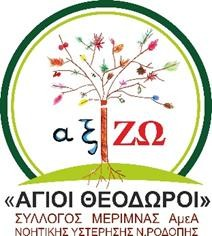 α ξ ΖΩ
«ΑΓΙΟΙ ΘΕΟΔΩΡΟΙ»
ΣΥΛΛΟΓΟΣ ΜΕΡΙΜΝΑΣ ΑμεΑ
ΝΟΗΤΙΚΗΣ ΥΣΤΕΡΗΣΗΣ Ν.ΡΟΔΟΠΗΣ